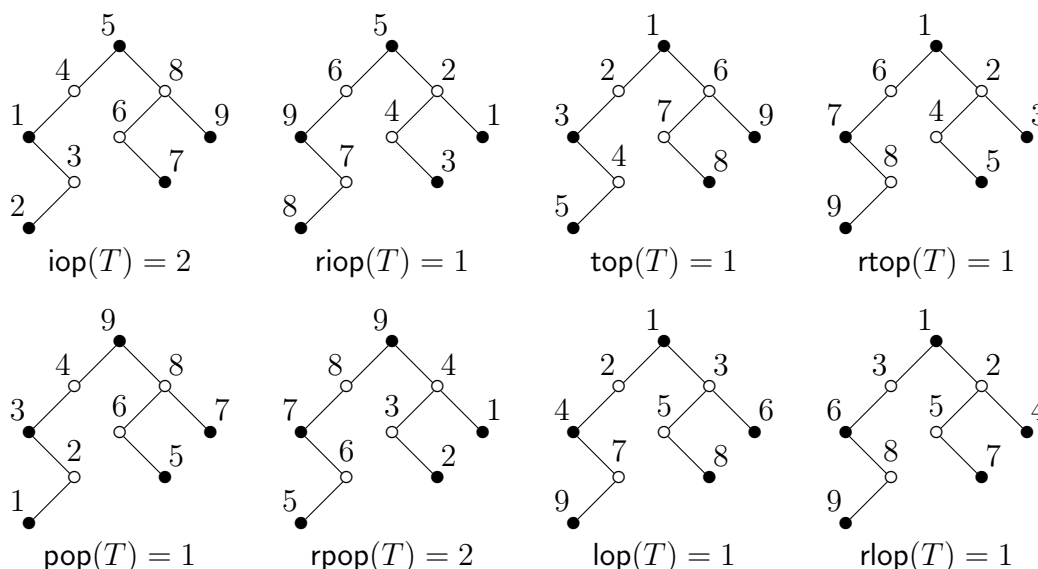 5 5 1 1
4 8 6 2 2 6 6 2
1 6 9 9 4 1 3 7 9 7 4 3
3 7 7 3 4 8 8 5
2 8 5 9
iop(T) = 2 riop(T) = 1 top(T) = 1 rtop(T) = 1
9 9 1 1
4 8 8 4 2 3 3 2
3 6 7 7 3 1 4 5 6 6 5 4
2 5 6 2 7 8 8 7
1 5 9 9
pop(T) = 1 rpop(T) = 2 lop(T) = 1 rlop(T) = 1